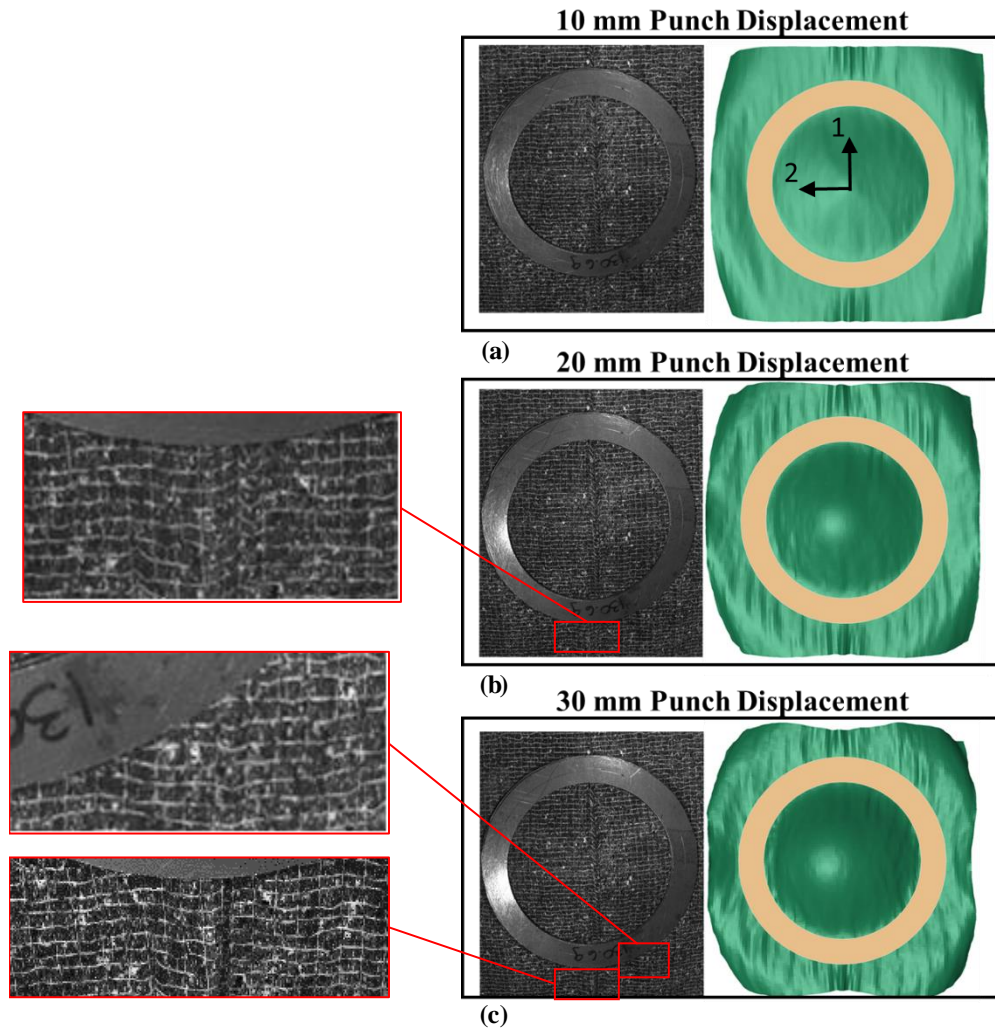 10 mm Punch Displacement
1
2
(a)
20 mm Punch Displacement
(b)
30 mm Punch Displacement
(c)